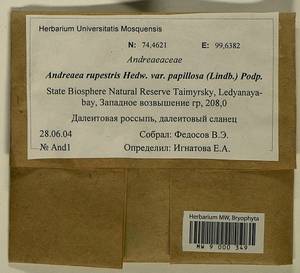 Herbarium Universitatis Mosquensis
N: 74,4621 E: 99,6382
Andreaeaceae
Andreaea rupestris Hedw. var. papillosa (Lindb.) Podp.
State Biosphere Natural Reserve Taimyrsky, Ledyanaya-
bay, Западное возвышение гр, 208,0
Далеитовая россыпь, далеитовый сланец
28.06.04 Собрал: Федосов В.Э.
№ And1 Определил: Игнатова Е.А.
Herbarium MW, Bryophyta
MW 9 000 349